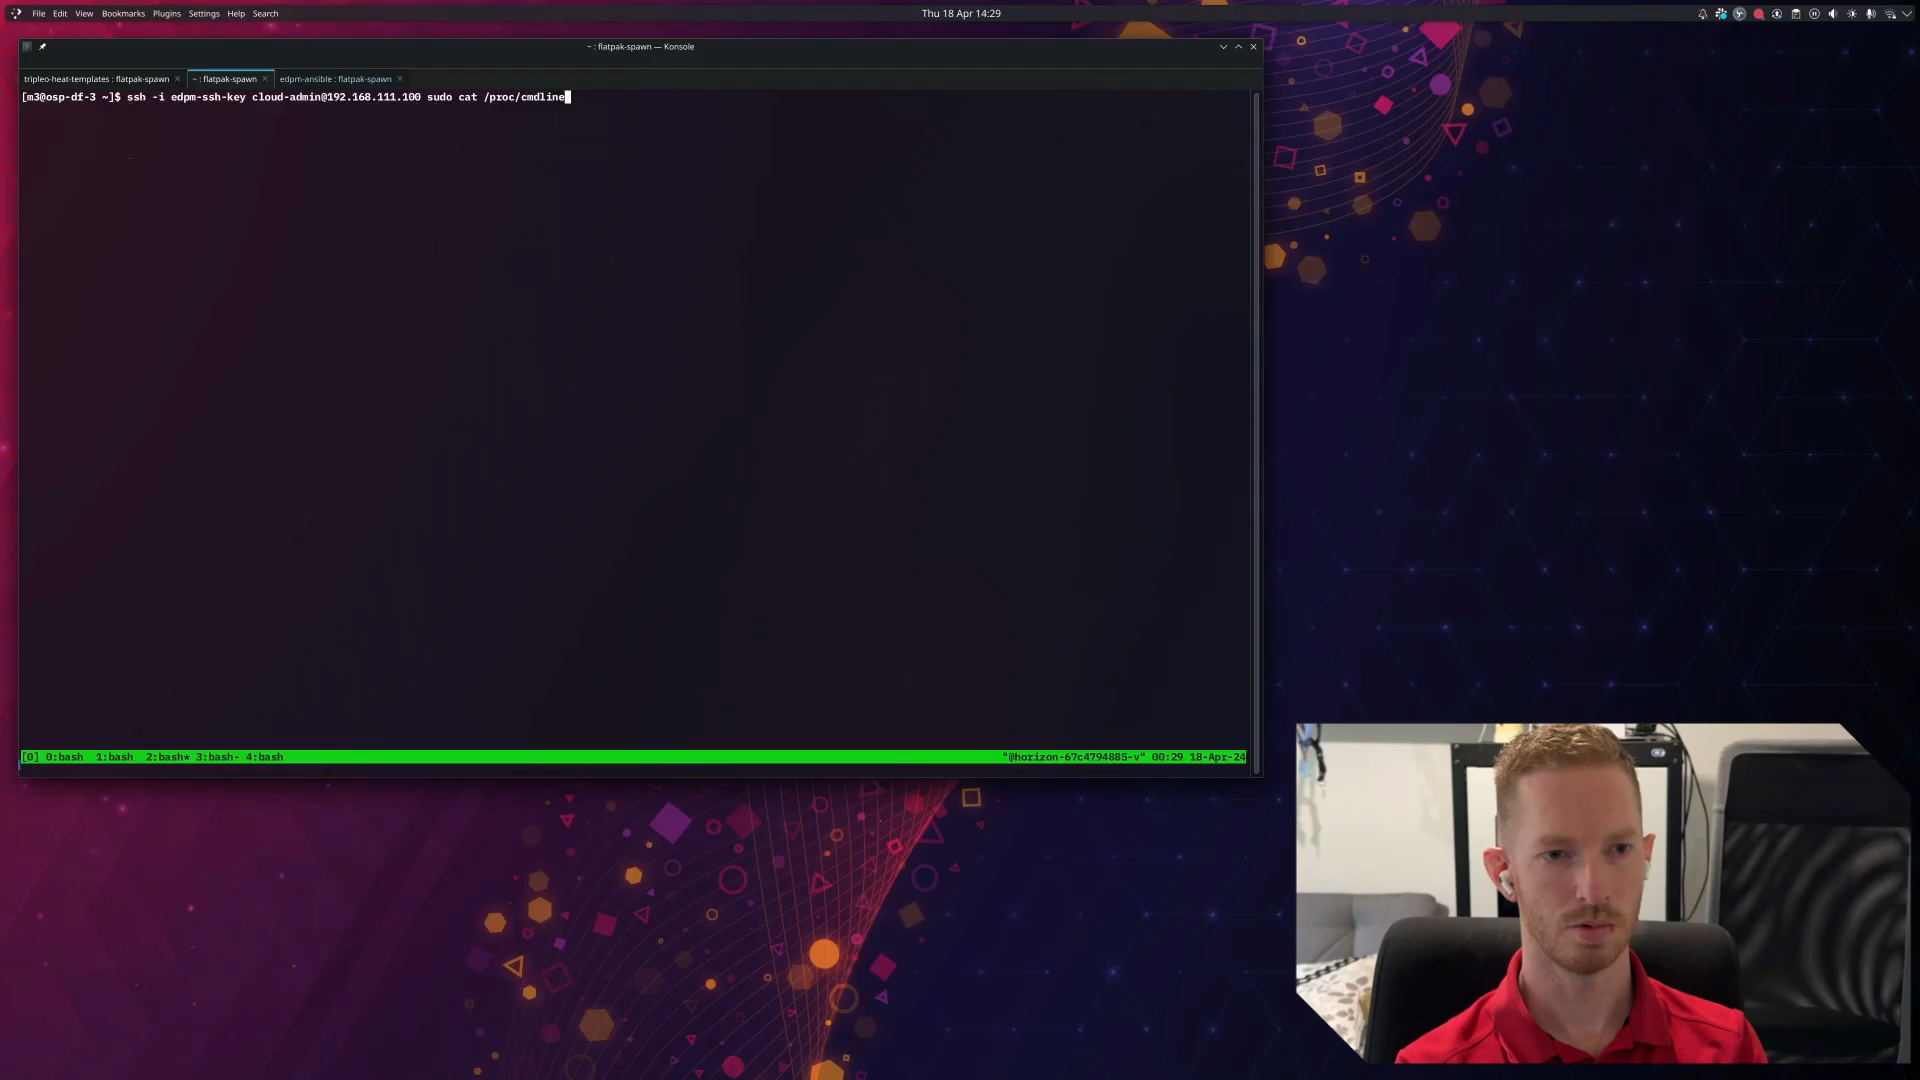 File Edit View Bookmarks Plugins Settings Help Search
Thu 18 Apr 14:29
~ : flatpak-spawn — Konsole
tripleo-heat-templates : flatpak-spawn
~ : flatpak-spawn
edpm-ansible : flatpak-spawn
[m3@osp-df-3 ~]$ ssh -i edpm-ssh-key cloud-admin@192.168.111.100 sudo cat /proc/cmdline
[0] 0:bash 1:bash 2:bash* 3:bash- 4:bash
"@horizon-67c4794885-v" 00:29 18-Apr-24